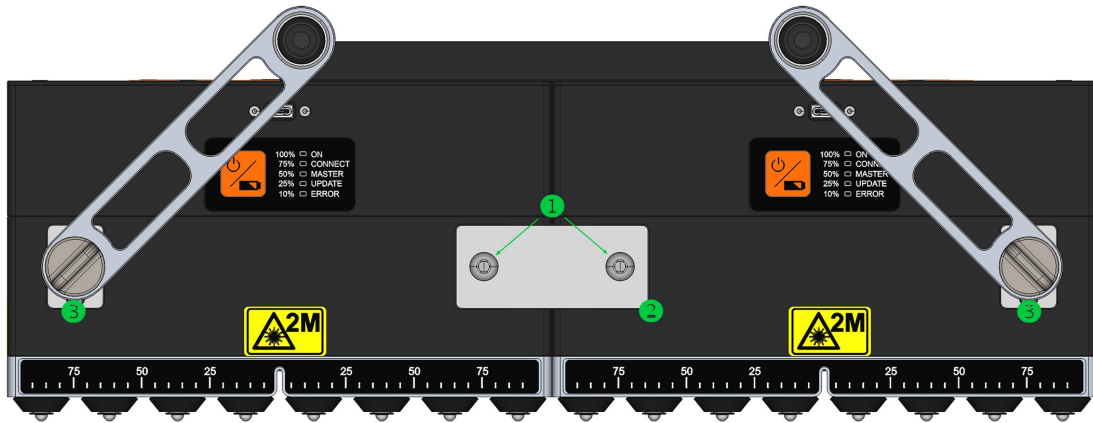 100% ON
75% CONNECT
50% MASTER
25% UPDATE
10% ERROR
100% ON
75%
50% MASTER
25% UPDATE
10% ERROR
1
2
3
3
2M
2M
75 50 25 25 50 75
75 50 25 25 50 75